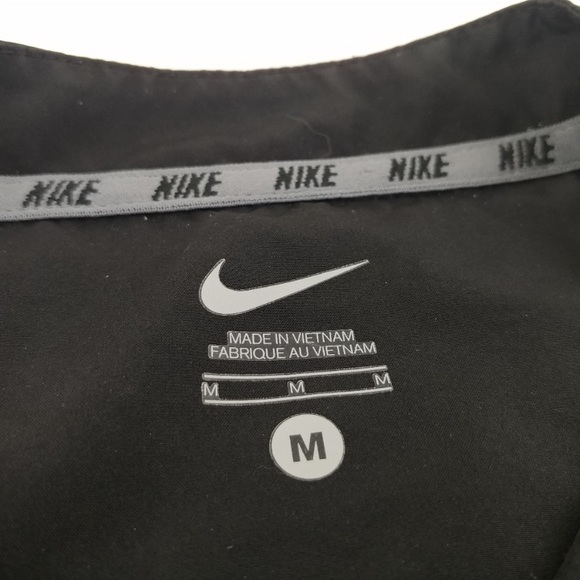 NIKE NIKE NIKE NIKE NIKE
MADE IN VIETNAM
FABRIQUE AU VIETNAM
M M M
M